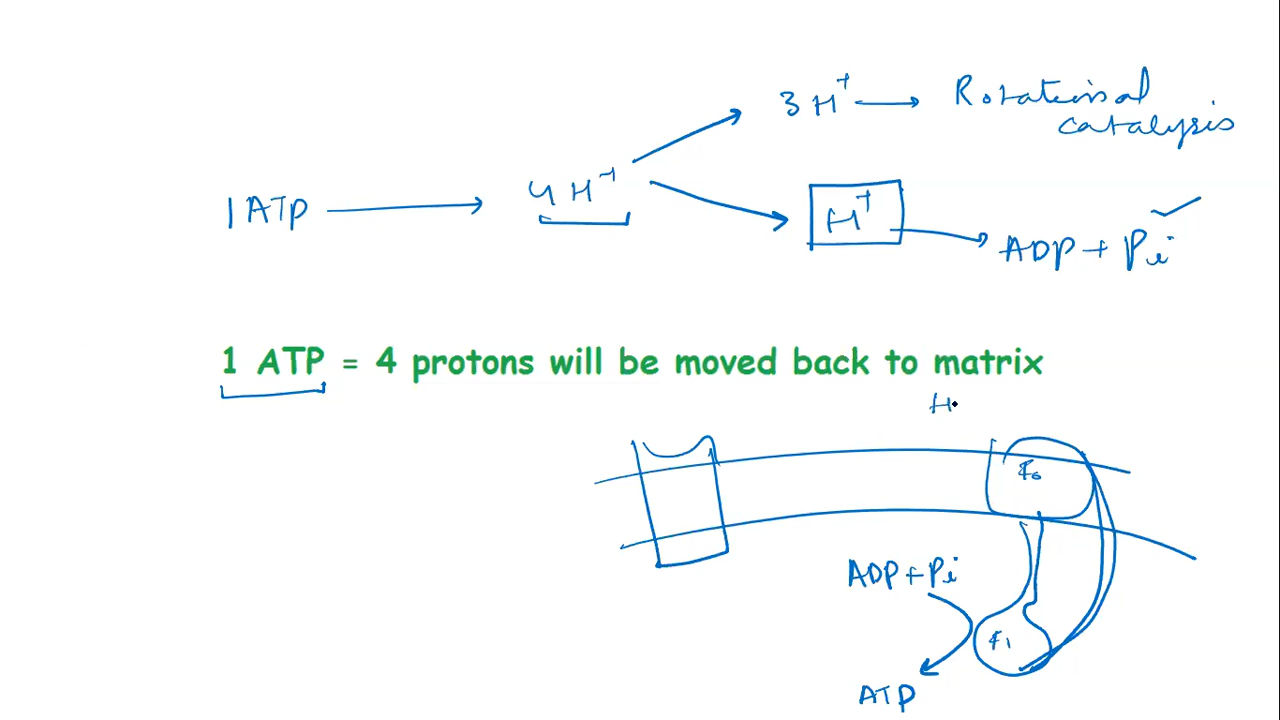 3 H⁺ → Rotational
catalysis
1 ATP → 4 H⁺
H⁺ → ADP + Pi
1 ATP = 4 protons will be moved back to matrix
H
F₀
ADP + Pi
F₁
ATP